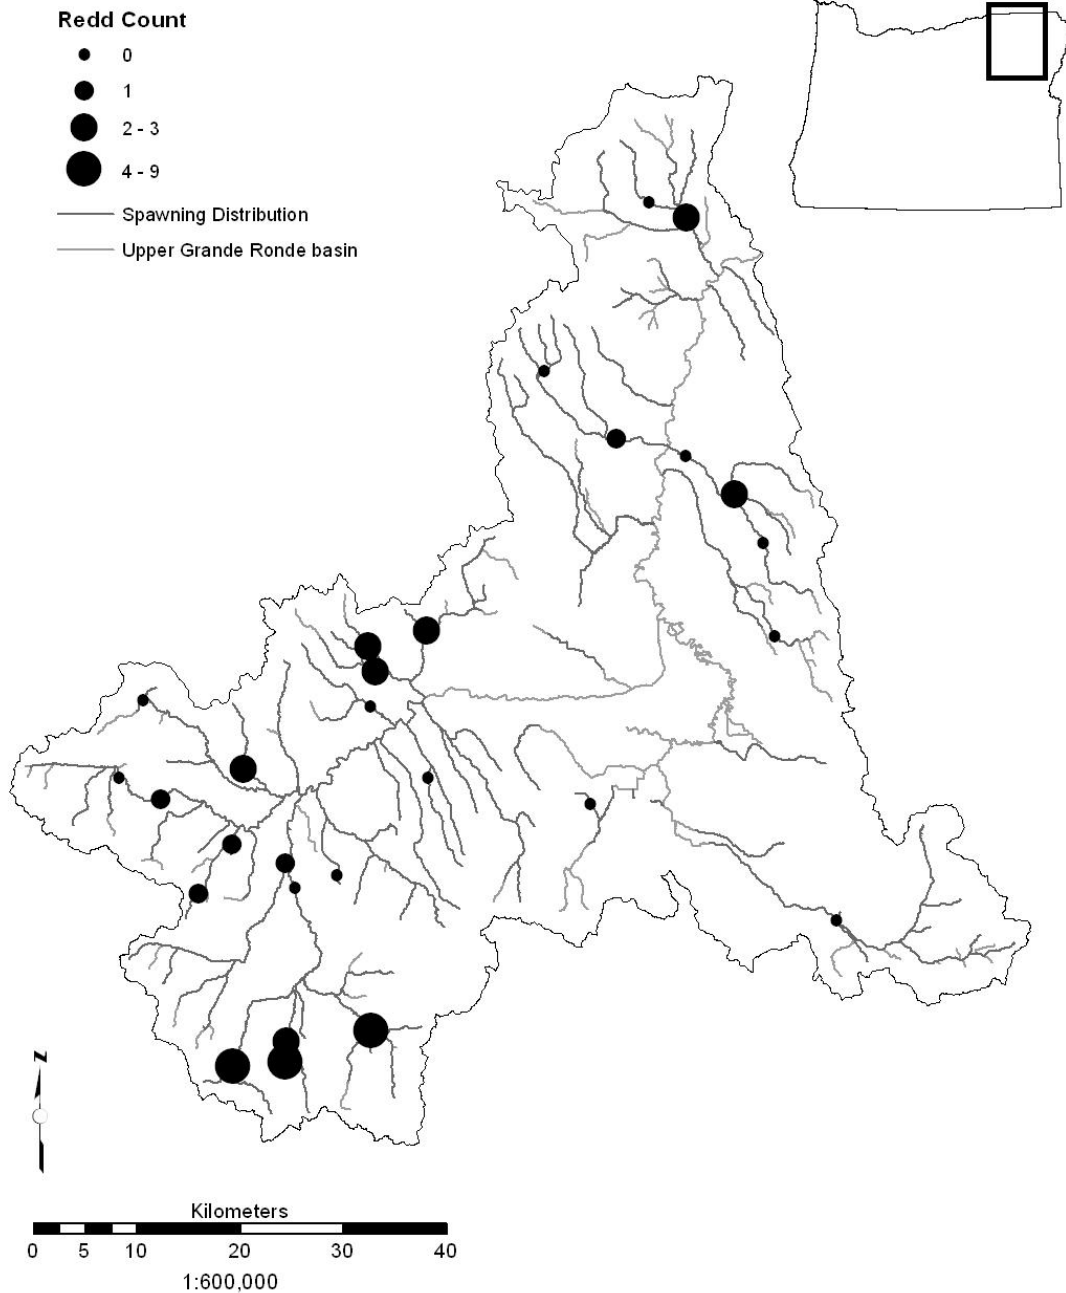 Redd Count
0
1
2 - 3
4 - 9
Spawning Distribution
Upper Grande Ronde basin
N
Kilometers
0 5 10 20 30 40
1:600,000